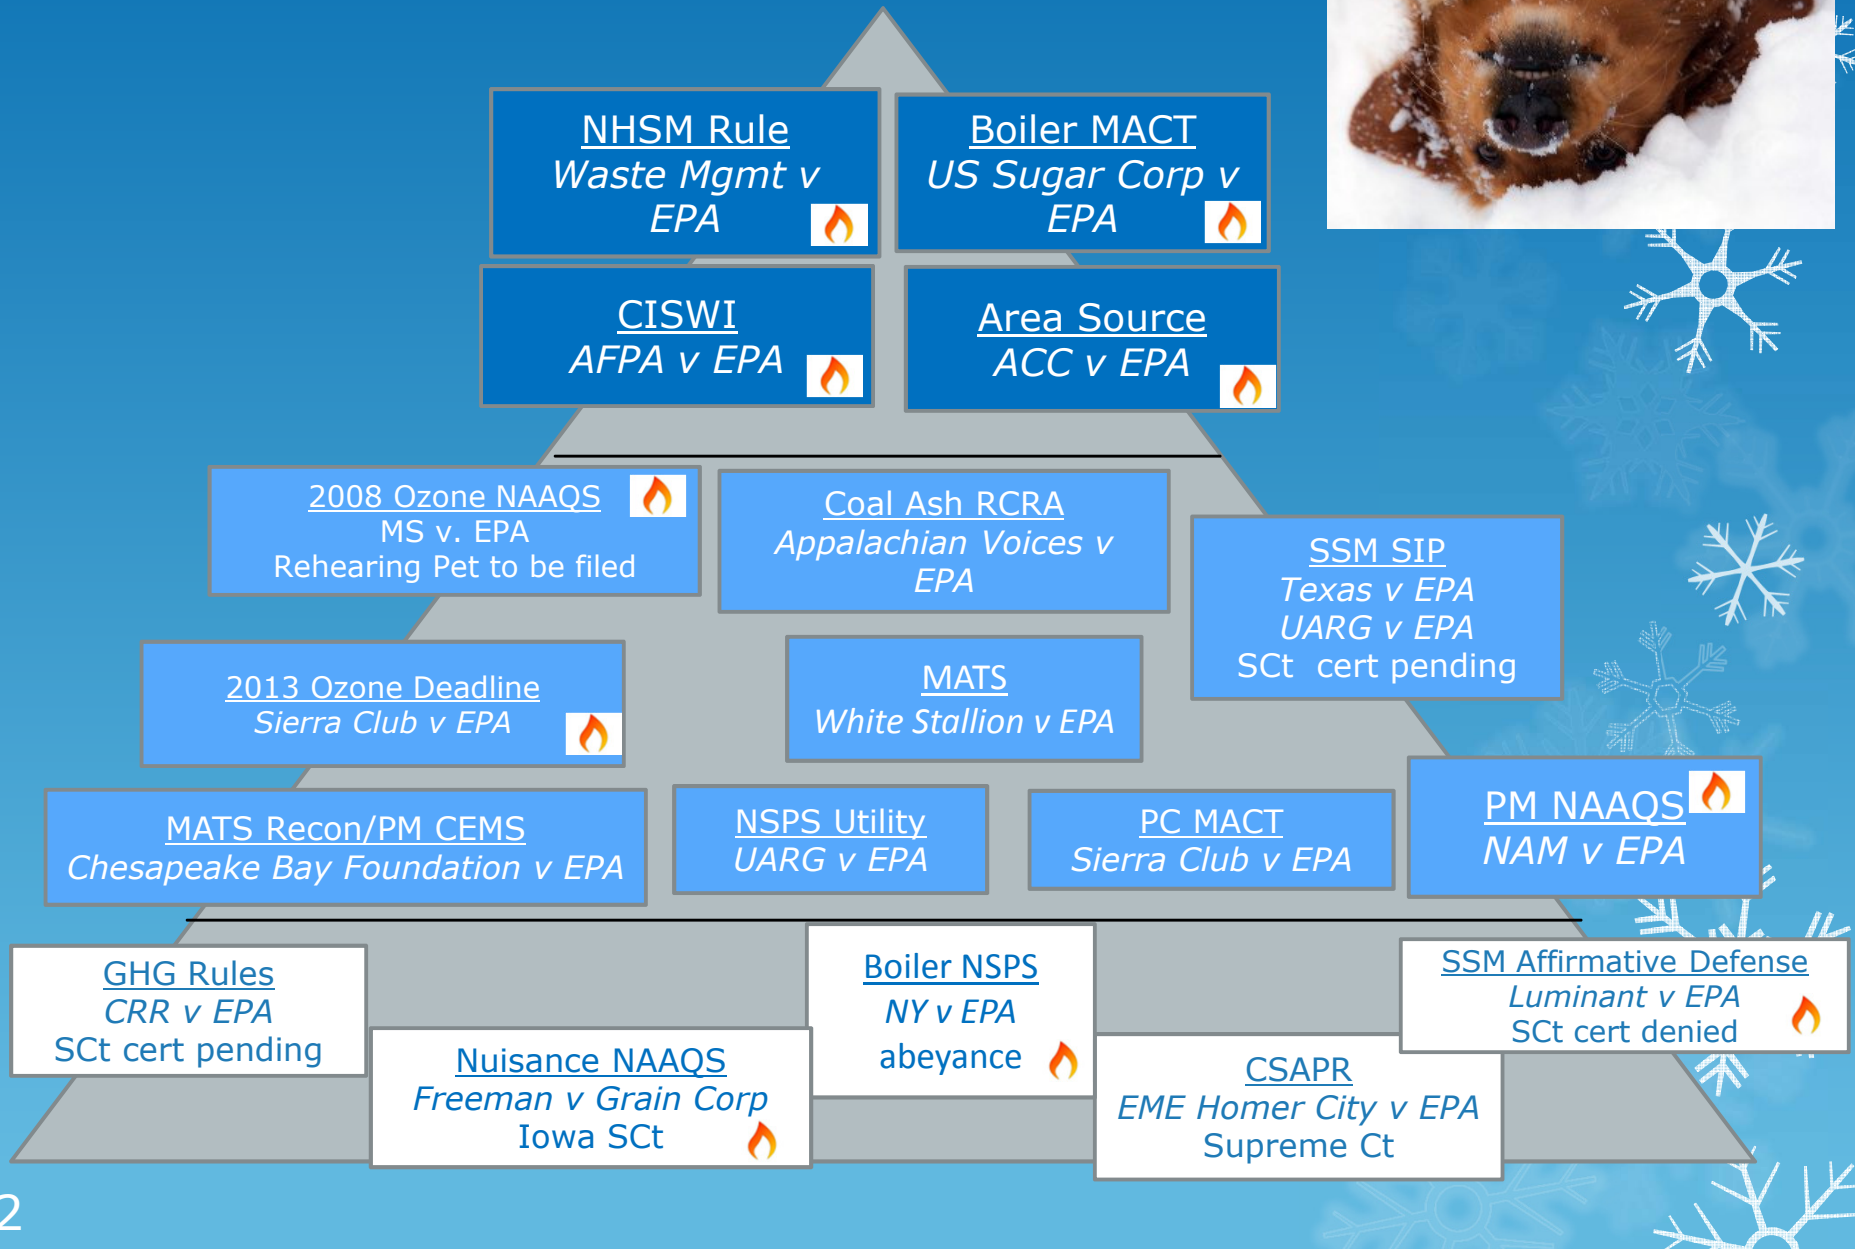 NHSM Rule
Waste Mgmt v
EPA
Boiler MACT
US Sugar Corp v
EPA
CISWI
AFPA v EPA
Area Source
ACC v EPA
2008 Ozone NAAQS
MS v. EPA
Rehearing Pet to be filed
Coal Ash RCRA
Appalachian Voices v
EPA
SSM SIP
Texas v EPA
UARG v EPA
SCt cert pending
2013 Ozone Deadline
Sierra Club v EPA
MATS
White Stallion v EPA
MATS Recon/PM CEMS
Chesapeake Bay Foundation v EPA
NSPS Utility
UARG v EPA
PC MACT
Sierra Club v EPA
PM NAAQS
NAM v EPA
GHG Rules
CRR v EPA
SCt cert pending
Nuisance NAAQS
Freeman v Grain Corp
Iowa SCt
Boiler NSPS
NY v EPA
abeyance
CSAPR
EME Homer City v EPA
Supreme Ct
SSM Affirmative Defense
Luminant v EPA
SCt cert denied
2